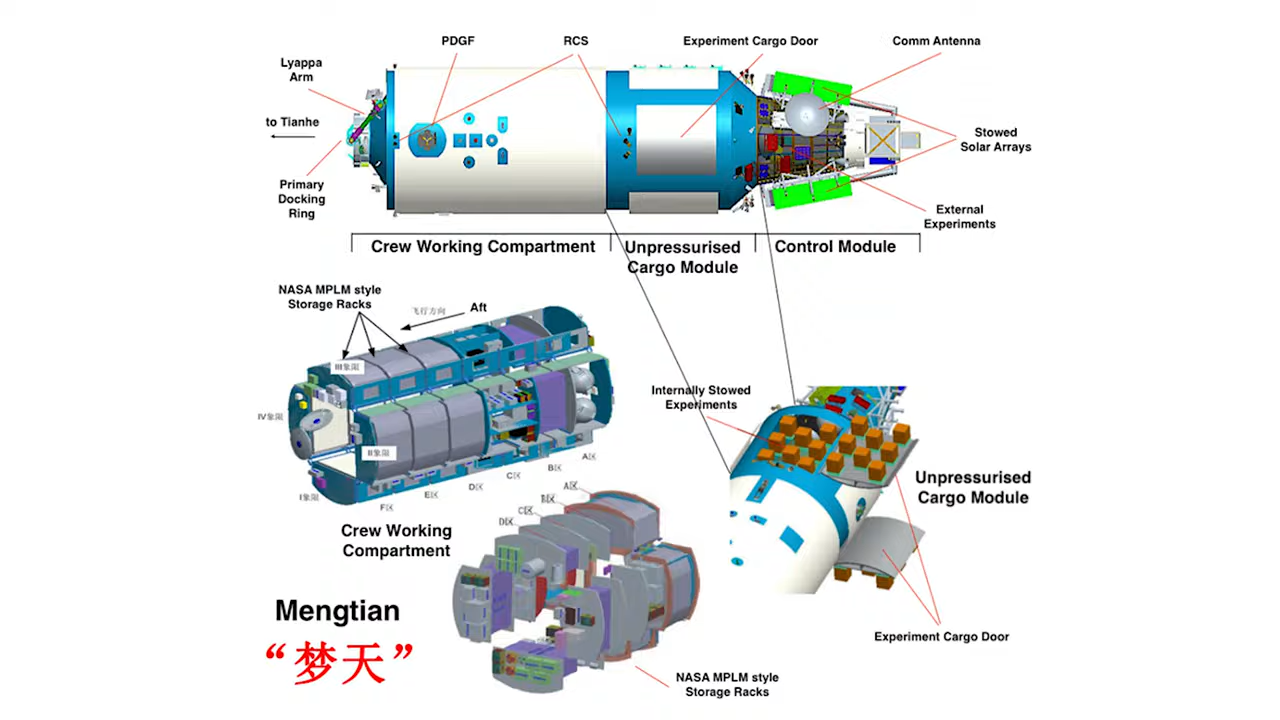 PDGF
RCS
Experiment Cargo Door
Comm Antenna
Lyappa
Arm
to Tianhe
Stowed
Solar Arrays
Primary
Docking
Ring
External
Experiments
Crew Working Compartment
Unpressurised
Cargo Module
Control Module
NASA MPLM style
Storage Racks
飞行方向
Aft
III象限
IV象限
II象限
I象限
A区
B区
C区
D区
E区
F区
Internally Stowed
Experiments
Unpressurised
Cargo Module
Crew Working
Compartment
A区
B区
C区
D区
Experiment Cargo Door
Mengtian
“梦天”
NASA MPLM style
Storage Racks